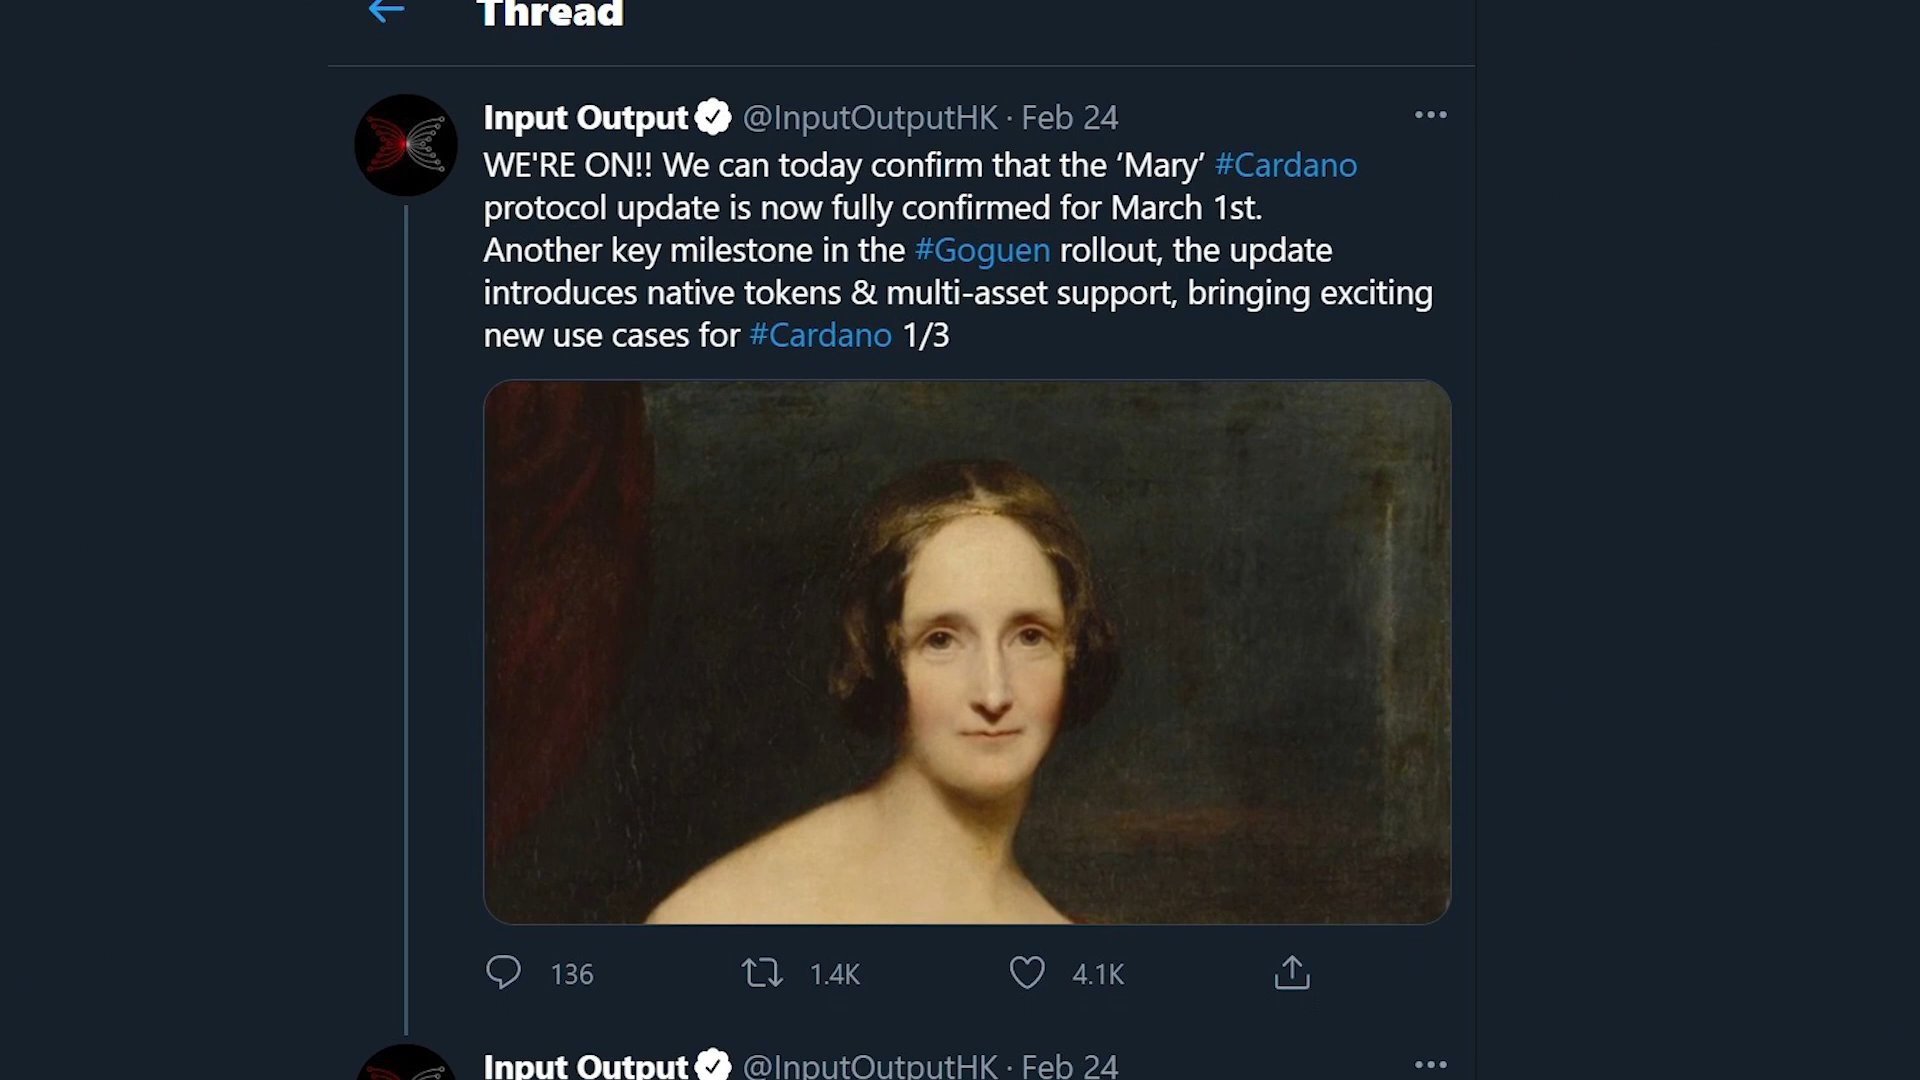 Thread
Input Output @InputOutputHK · Feb 24
WE'RE ON!! We can today confirm that the ‘Mary’ #Cardano
protocol update is now fully confirmed for March 1st.
Another key milestone in the #Goguen rollout, the update
introduces native tokens & multi-asset support, bringing exciting
new use cases for #Cardano 1/3
136 1.4K 4.1K
Input Output @InputOutputHK · Feb 24